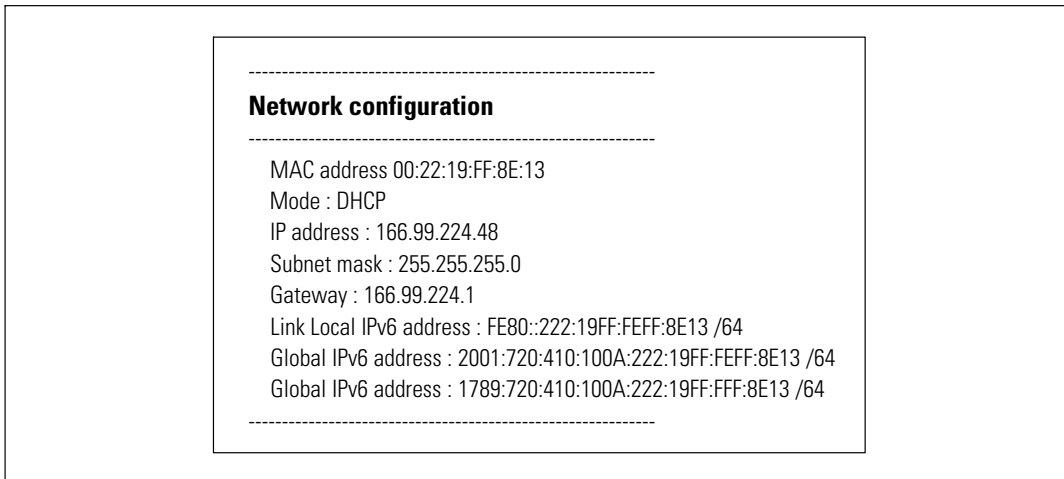 ------------------------------------------------------------
Network configuration
------------------------------------------------------------
MAC address 00:22:19:FF:8E:13
Mode : DHCP
IP address : 166.99.224.48
Subnet mask : 255.255.255.0
Gateway : 166.99.224.1
Link Local IPv6 address : FE80::222:19FF:FEFF:8E13 /64
Global IPv6 address : 2001:720:410:100A:222:19FF:FEFF:8E13 /64
Global IPv6 address : 1789:720:410:100A:222:19FF:FFF:8E13 /64
------------------------------------------------------------